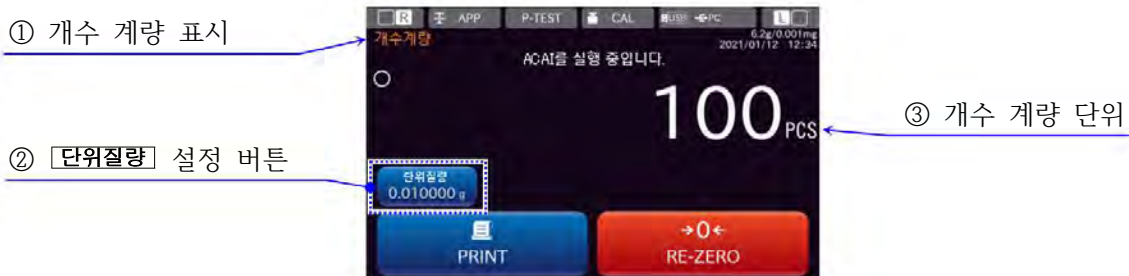 ① 개수 계량 표시
② 단위질량 설정 버튼
R APP P-TEST CAL USB PC L
개수계량
6.2g/0.001mg
2021/01/12 12:34
ACAI를 실행 중입니다.
100 PCS
단위질량
0.010000 g
PRINT
→0←
RE-ZERO
③ 개수 계량 단위